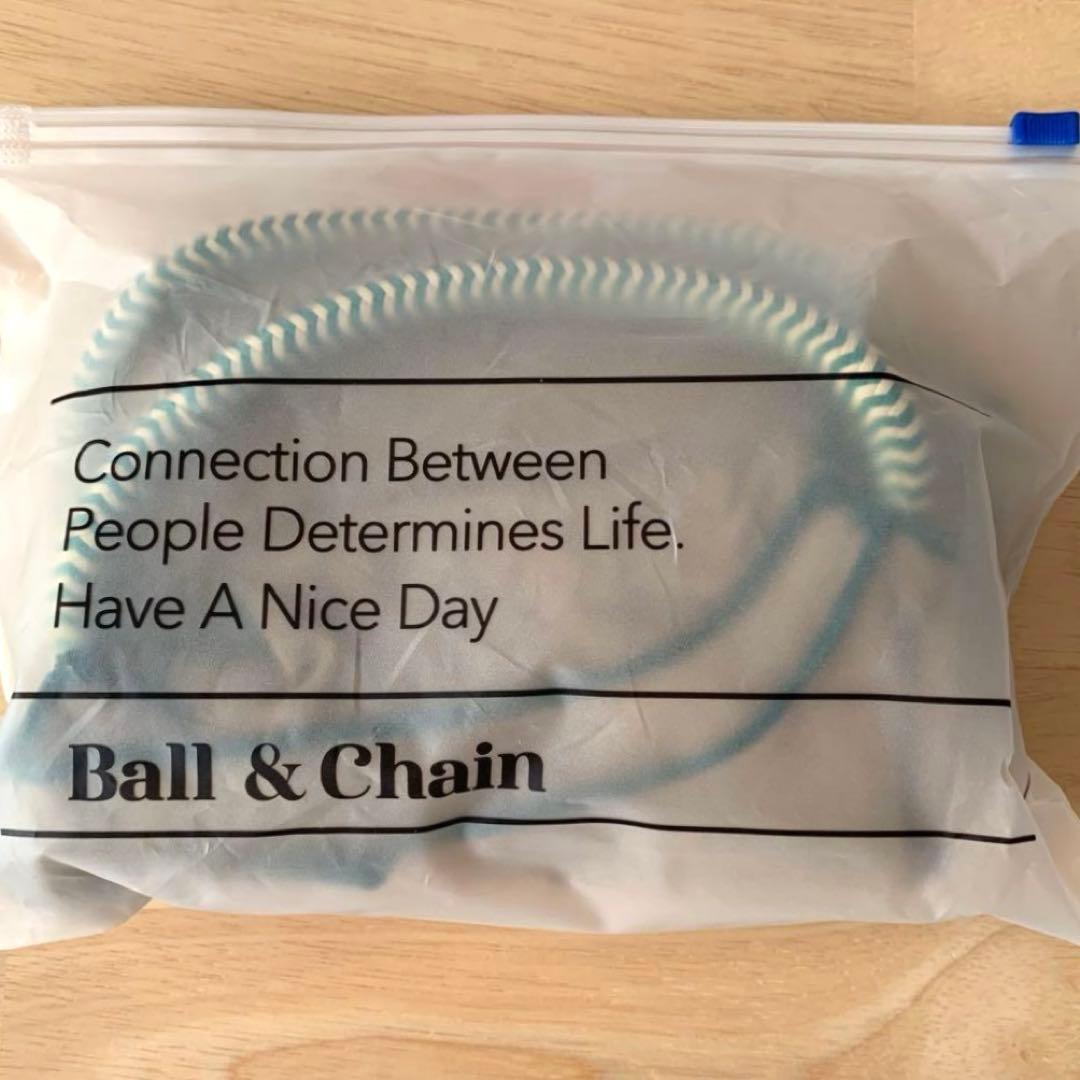 Connection Between
People Determines Life.
Have A Nice Day
Ball & Chain